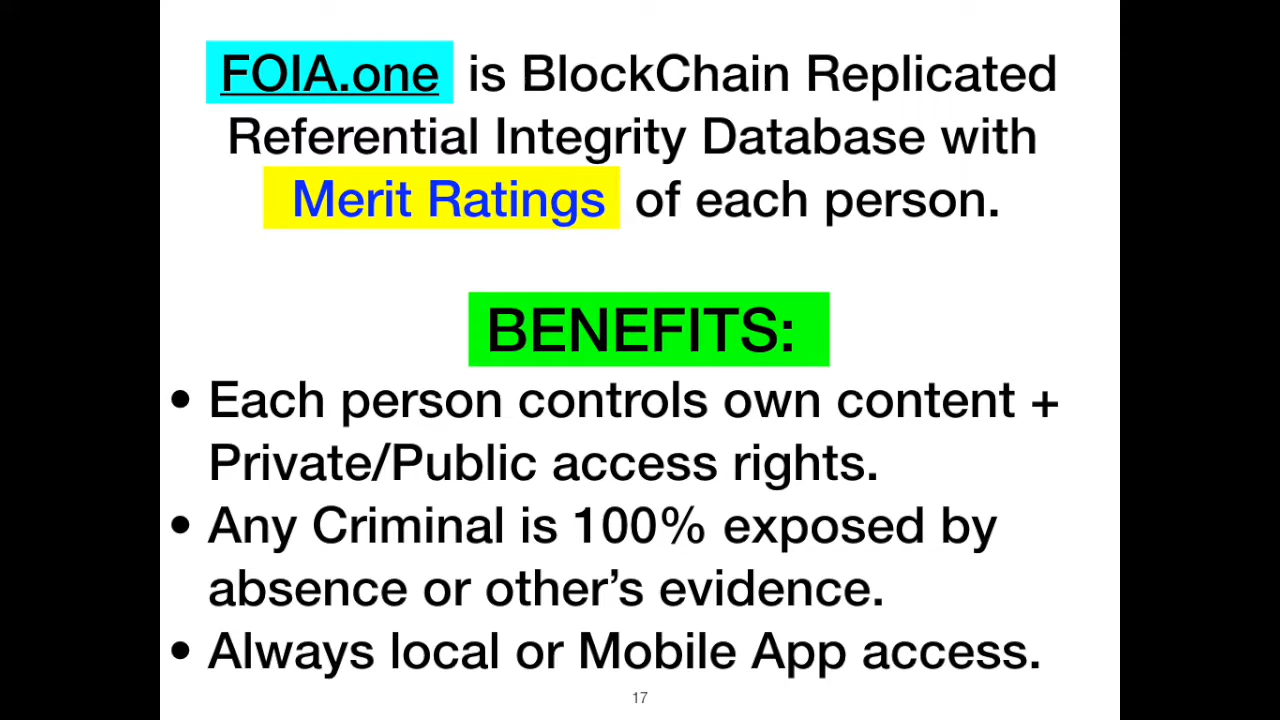 FOIA.one is BlockChain Replicated
Referential Integrity Database with
Merit Ratings of each person.
BENEFITS:
• Each person controls own content +
Private/Public access rights.
• Any Criminal is 100% exposed by
absence or other’s evidence.
• Always local or Mobile App access.
17